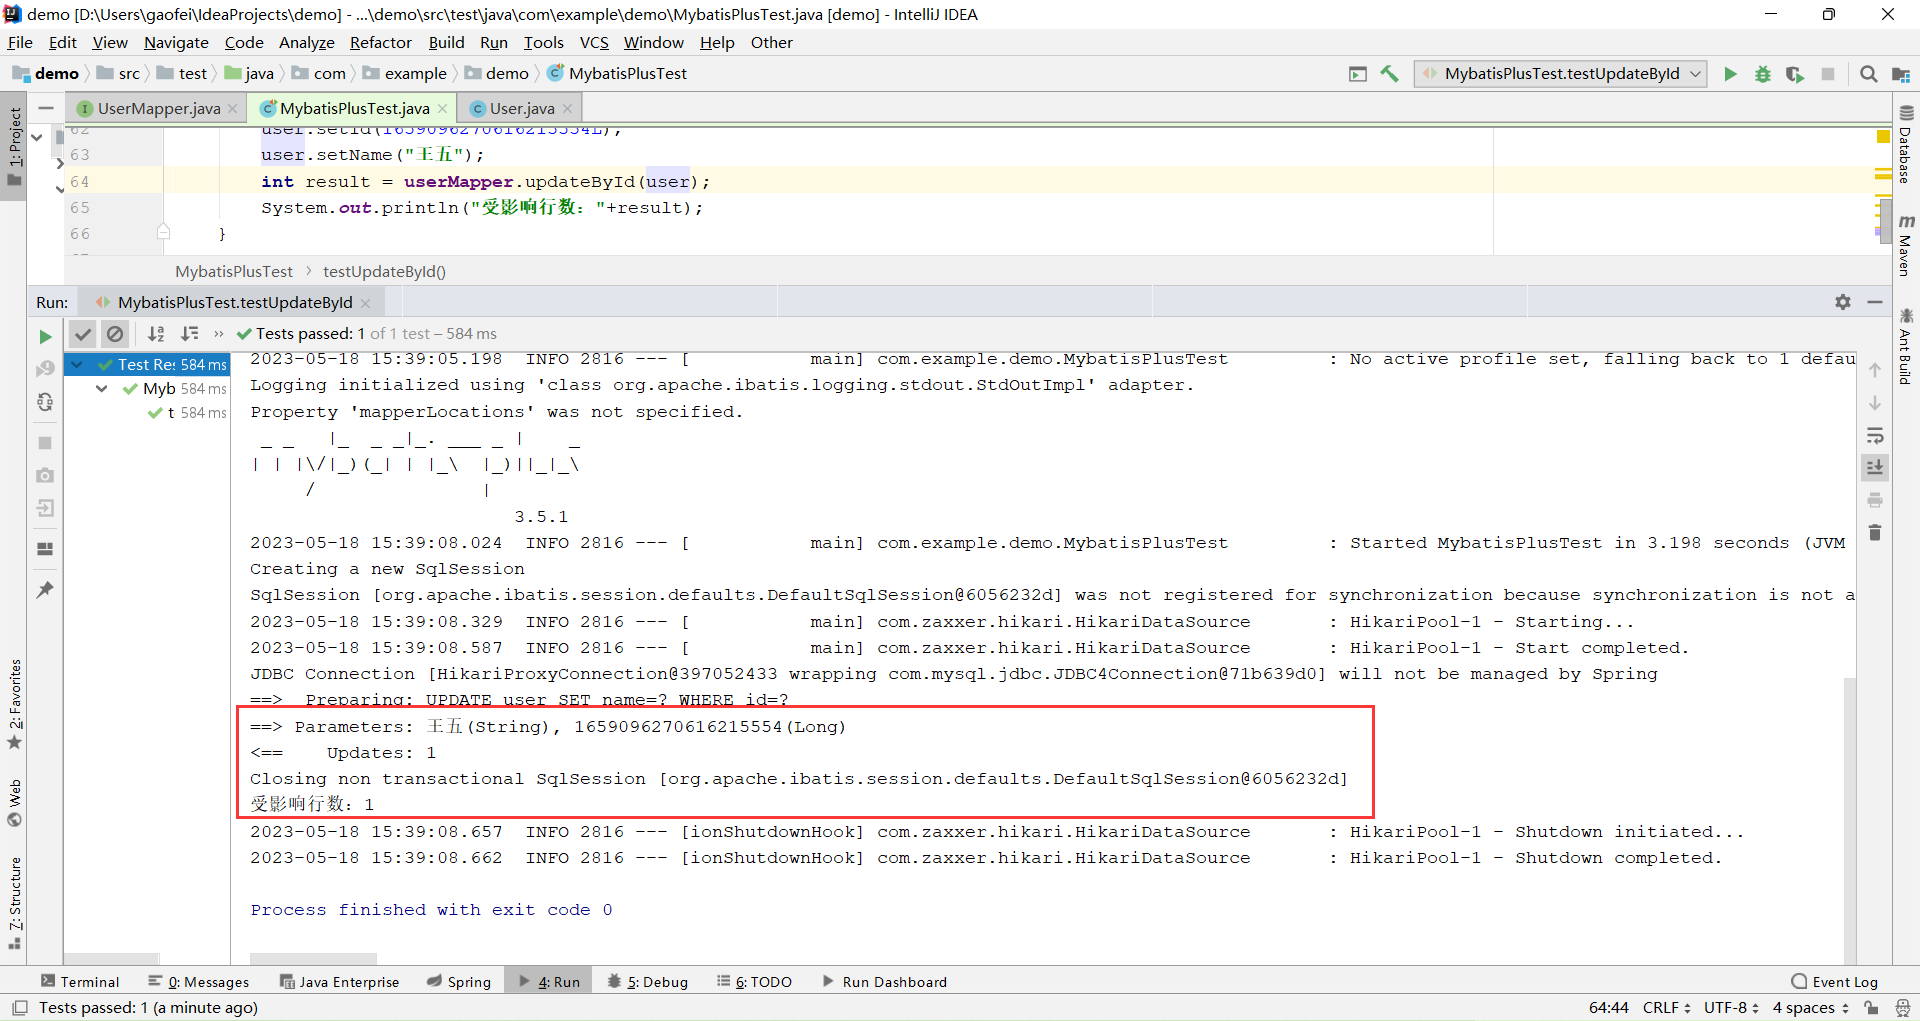 demo [D:\Users\gaofei\IdeaProjects\demo] - ...\demo\src\test\java\com\example\demo\MybatisPlusTest.java [demo] - IntelliJ IDEA
File Edit View Navigate Code Analyze Refactor Build Run Tools VCS Window Help Other
demo src test java com example demo MybatisPlusTest MybatisPlusTest.testUpdateById
UserMapper.java MybatisPlusTest.java User.java
62 user.setId(1659096270616215554L);
63 user.setName("王五");
64 int result = userMapper.updateById(user);
65 System.out.println("受影响行数："+result);
66 }
MybatisPlusTest › testUpdateById()
Run: MybatisPlusTest.testUpdateById
Tests passed: 1 of 1 test – 584 ms
Test Res 584 ms
Myb 584 ms
t 584 ms
2023-05-18 15:39:05.198 INFO 2816 --- [ main] com.example.demo.MybatisPlusTest : No active profile set, falling back to 1 defau
Logging initialized using 'class org.apache.ibatis.logging.stdout.StdOutImpl' adapter.
Property 'mapperLocations' was not specified.
 _ _   |_  _ _|_. ___ _ |    _
| | |\/|_)(_| | |_\  |_)||_|_\
     /               |
3.5.1
2023-05-18 15:39:08.024 INFO 2816 --- [ main] com.example.demo.MybatisPlusTest : Started MybatisPlusTest in 3.198 seconds (JVM
Creating a new SqlSession
SqlSession [org.apache.ibatis.session.defaults.DefaultSqlSession@6056232d] was not registered for synchronization because synchronization is not a
2023-05-18 15:39:08.329 INFO 2816 --- [ main] com.zaxxer.hikari.HikariDataSource : HikariPool-1 - Starting...
2023-05-18 15:39:08.587 INFO 2816 --- [ main] com.zaxxer.hikari.HikariDataSource : HikariPool-1 - Start completed.
JDBC Connection [HikariProxyConnection@397052433 wrapping com.mysql.jdbc.JDBC4Connection@71b639d0] will not be managed by Spring
==>  Preparing: UPDATE user SET name=? WHERE id=?
==> Parameters: 王五(String), 1659096270616215554(Long)
<==    Updates: 1
Closing non transactional SqlSession [org.apache.ibatis.session.defaults.DefaultSqlSession@6056232d]
受影响行数：1
2023-05-18 15:39:08.657 INFO 2816 --- [ionShutdownHook] com.zaxxer.hikari.HikariDataSource : HikariPool-1 - Shutdown initiated...
2023-05-18 15:39:08.662 INFO 2816 --- [ionShutdownHook] com.zaxxer.hikari.HikariDataSource : HikariPool-1 - Shutdown completed.
Process finished with exit code 0
1: Project
2: Favorites
Web
7: Structure
Database
Maven
Ant Build
Terminal 0: Messages Java Enterprise Spring 4: Run 5: Debug 6: TODO Run Dashboard Event Log
Tests passed: 1 (a minute ago) 64:44 CRLF UTF-8 4 spaces